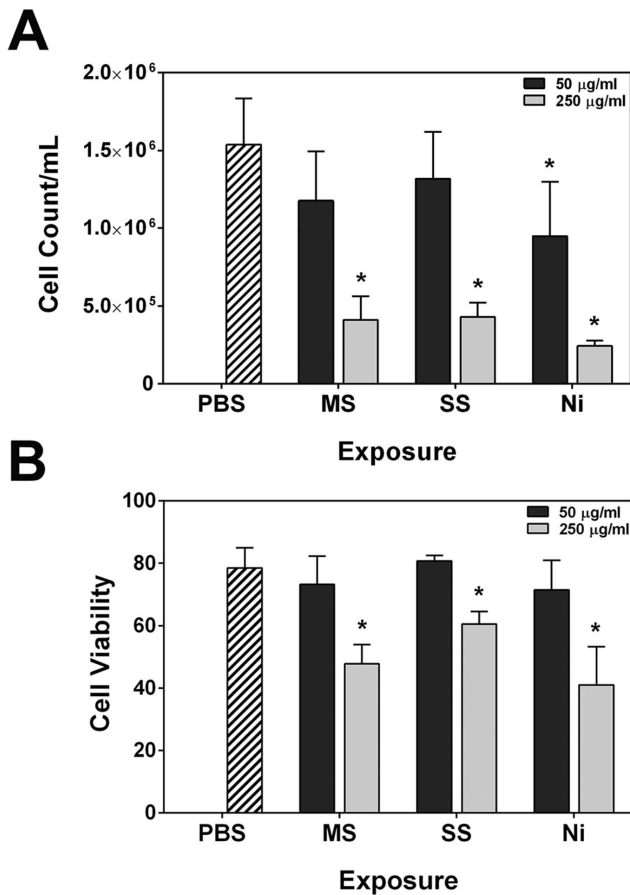 A
Cell Count/mL
2.0×10⁶
1.5×10⁶
1.0×10⁶
5.0×10⁵
0
50 μg/ml
250 μg/ml
*
*
*
*
PBS MS SS Ni
Exposure
B
Cell Viability
100
80
60
40
20
0
50 μg/ml
250 μg/ml
*
*
*
PBS MS SS Ni
Exposure